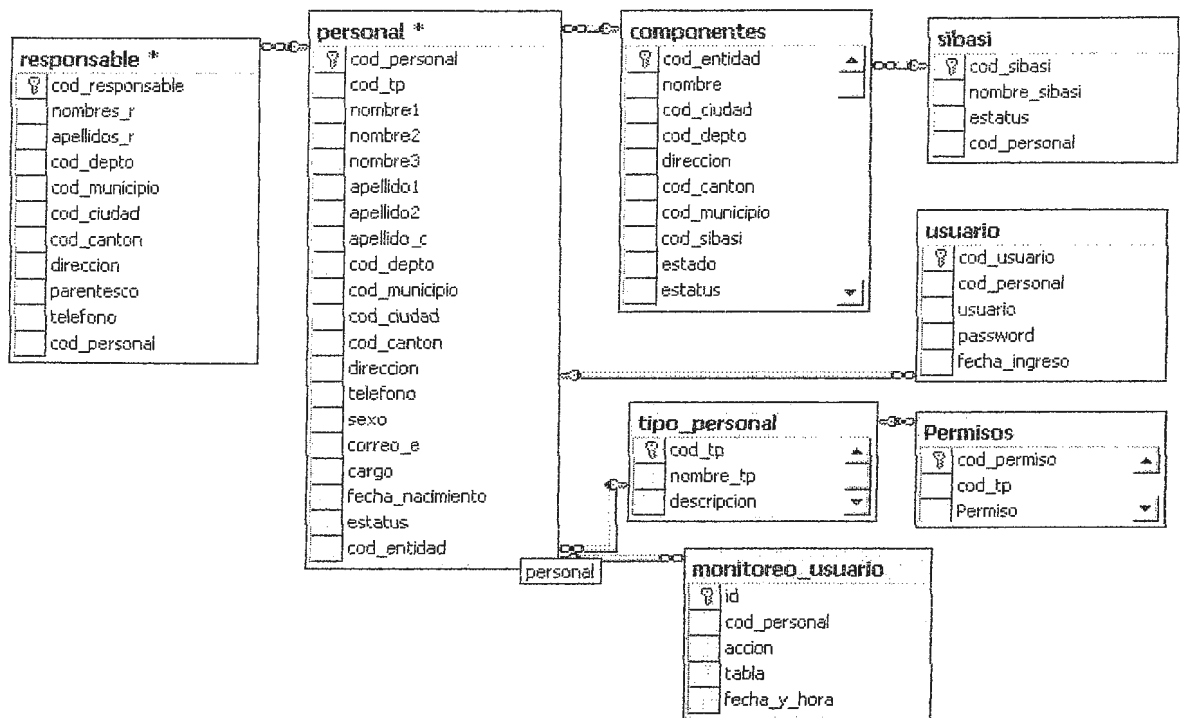 responsable *
cod_responsable
nombres_r
apellidos_r
cod_depto
cod_municipio
cod_ciudad
cod_canton
direccion
parentesco
telefono
cod_personal
personal *
cod_personal
cod_tp
nombre1
nombre2
nombre3
apellido1
apellido2
apellido_c
cod_depto
cod_municipio
cod_ciudad
cod_canton
direccion
telefono
sexo
correo_e
cargo
fecha_nacimiento
estatus
cod_entidad
personal
componentes
cod_entidad
nombre
cod_ciudad
cod_depto
direccion
cod_canton
cod_municipio
cod_sibasi
estado
estatus
sibasi
cod_sibasi
nombre_sibasi
estatus
cod_personal
usuario
cod_usuario
cod_personal
usuario
password
fecha_ingreso
tipo_personal
cod_tp
nombre_tp
descripcion
Permisos
cod_permiso
cod_tp
Permiso
monitoreo_usuario
id
cod_personal
accion
tabla
fecha_y_hora